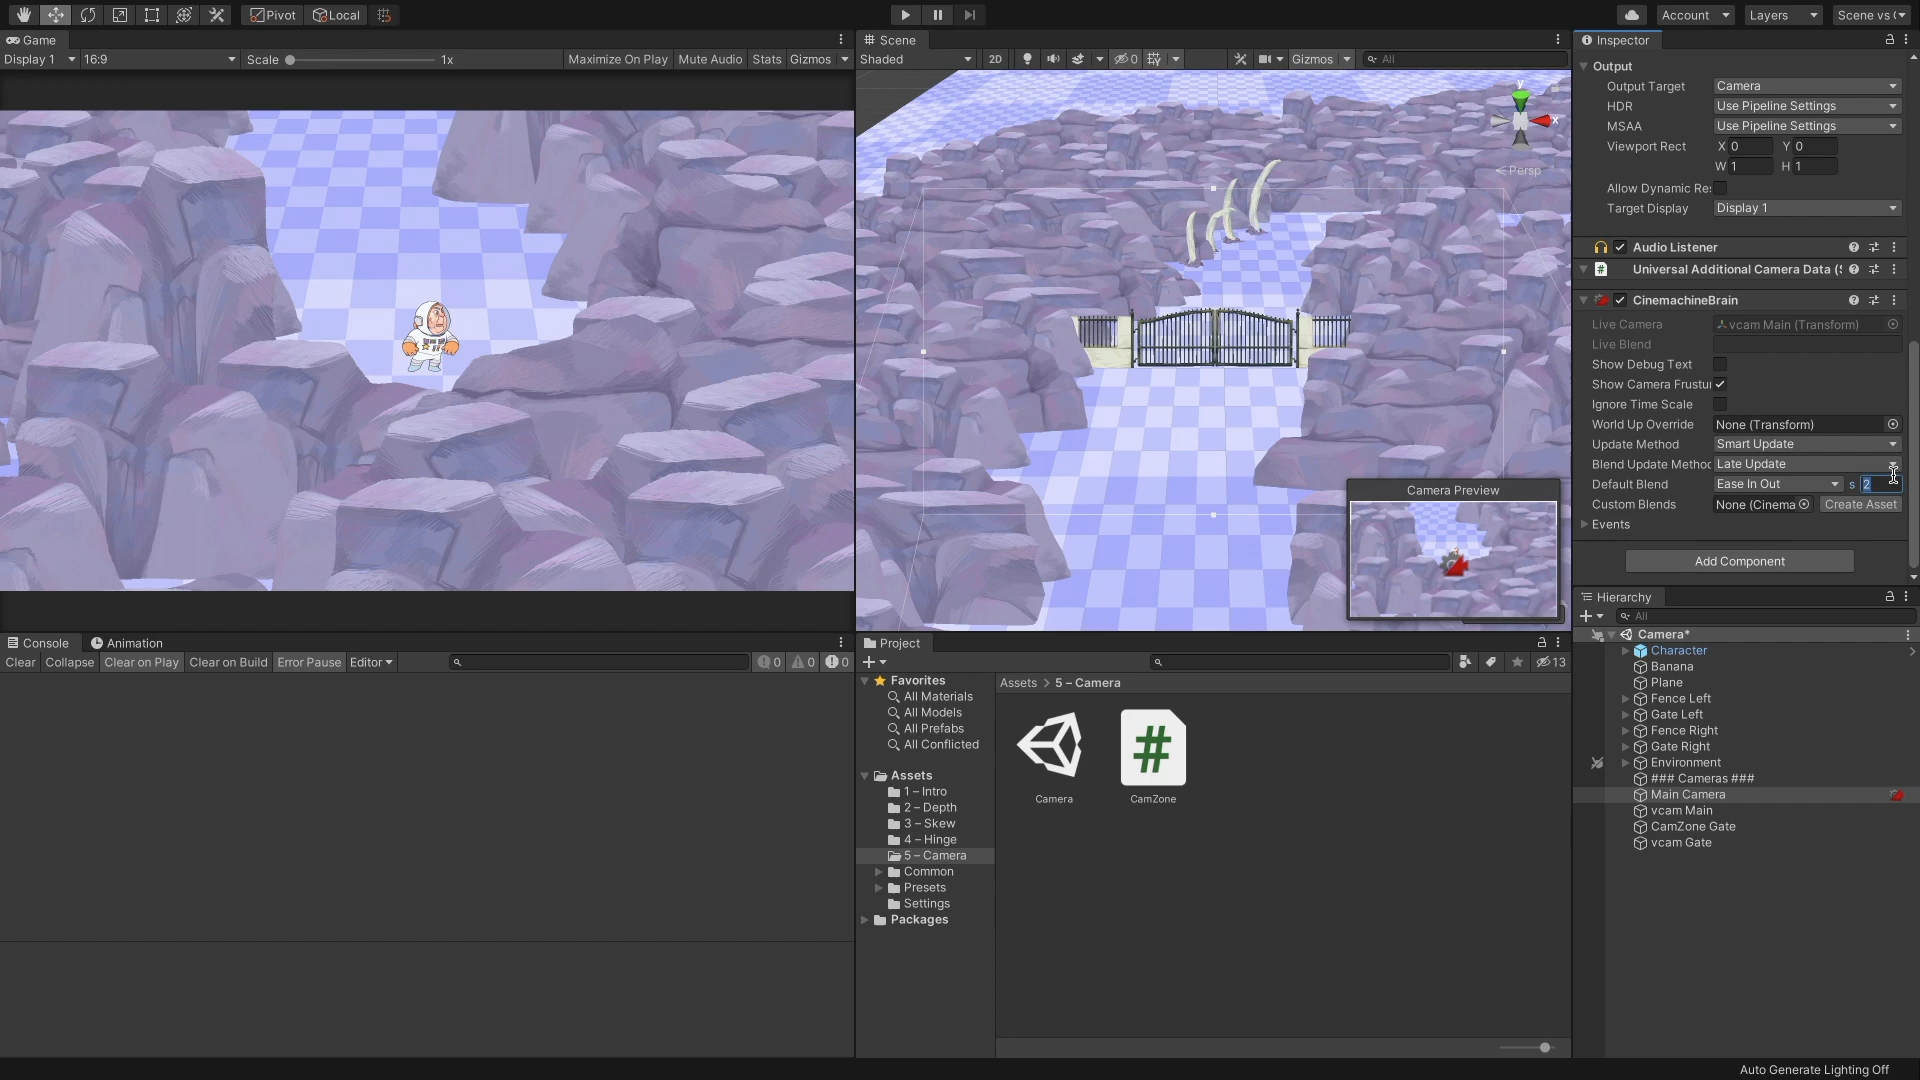 Pivot Local
Account Layers Scene vs (
Game
Display 1 16:9 Scale 1x Maximize On Play Mute Audio Stats Gizmos
Scene
Shaded 2D 0 Gizmos All
y
x
Persp
Camera Preview
Inspector
Output
Output Target Camera
HDR Use Pipeline Settings
MSAA Use Pipeline Settings
Viewport Rect X 0 Y 0
W 1 H 1
Allow Dynamic Re
Target Display Display 1
Audio Listener
# Universal Additional Camera Data (S
CinemachineBrain
Live Camera vcam Main (Transform)
Live Blend
Show Debug Text
Show Camera Frustu
Ignore Time Scale
World Up Override None (Transform)
Update Method Smart Update
Blend Update Method Late Update
Default Blend Ease In Out s 2
Custom Blends None (Cinema Create Asset
Events
Add Component
Hierarchy
All
Camera*
Character
Banana
Plane
Fence Left
Gate Left
Fence Right
Gate Right
Environment
### Cameras ###
Main Camera
vcam Main
CamZone Gate
vcam Gate
Console Animation
Clear Collapse Clear on Play Clear on Build Error Pause Editor 0 0 0
Project
13
Favorites
All Materials
All Models
All Prefabs
All Conflicted
Assets
1 – Intro
2 – Depth
3 – Skew
4 – Hinge
5 – Camera
Common
Presets
Settings
Packages
Assets > 5 – Camera
#
Camera CamZone
Auto Generate Lighting Off